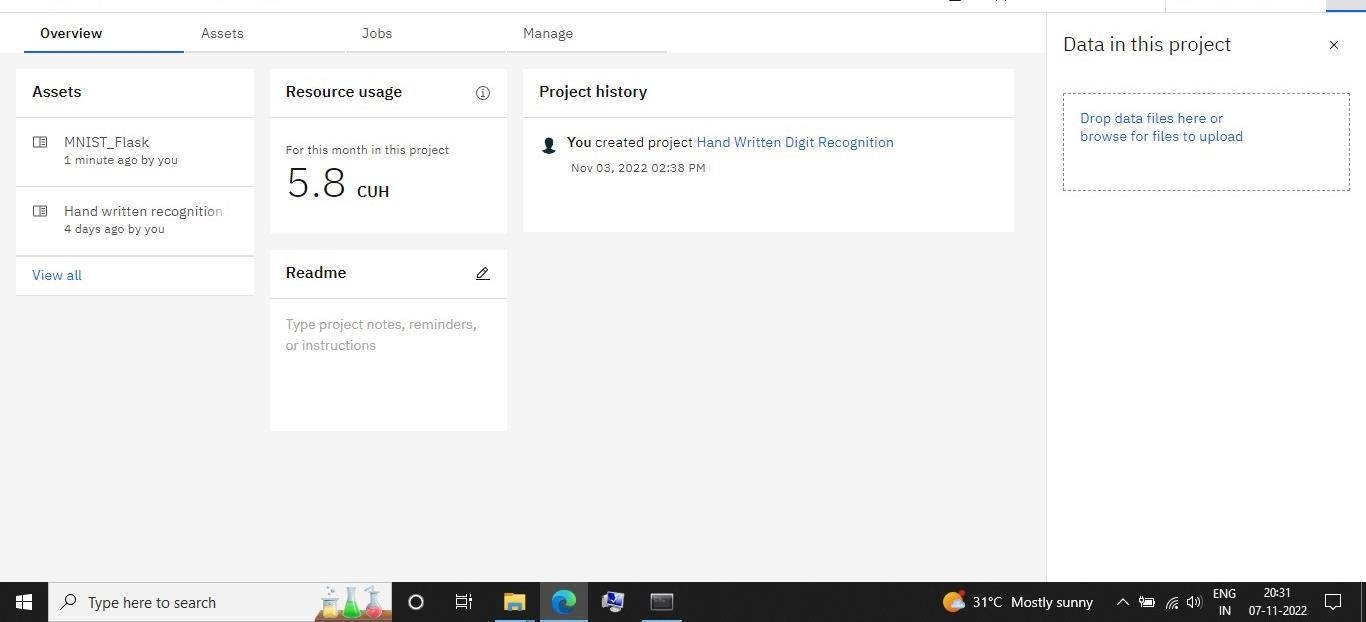 Overview
Assets
Jobs
Manage
Assets
MNIST_Flask
1 minute ago by you
Hand written recognition
4 days ago by you
View all
Resource usage
For this month in this project
5.8 CUH
Readme
Type project notes, reminders,
or instructions
Project history
You created project Hand Written Digit Recognition
Nov 03, 2022 02:38 PM
Data in this project
Drop data files here or
browse for files to upload
Type here to search
31°C Mostly sunny
ENG
IN
20:31
07-11-2022